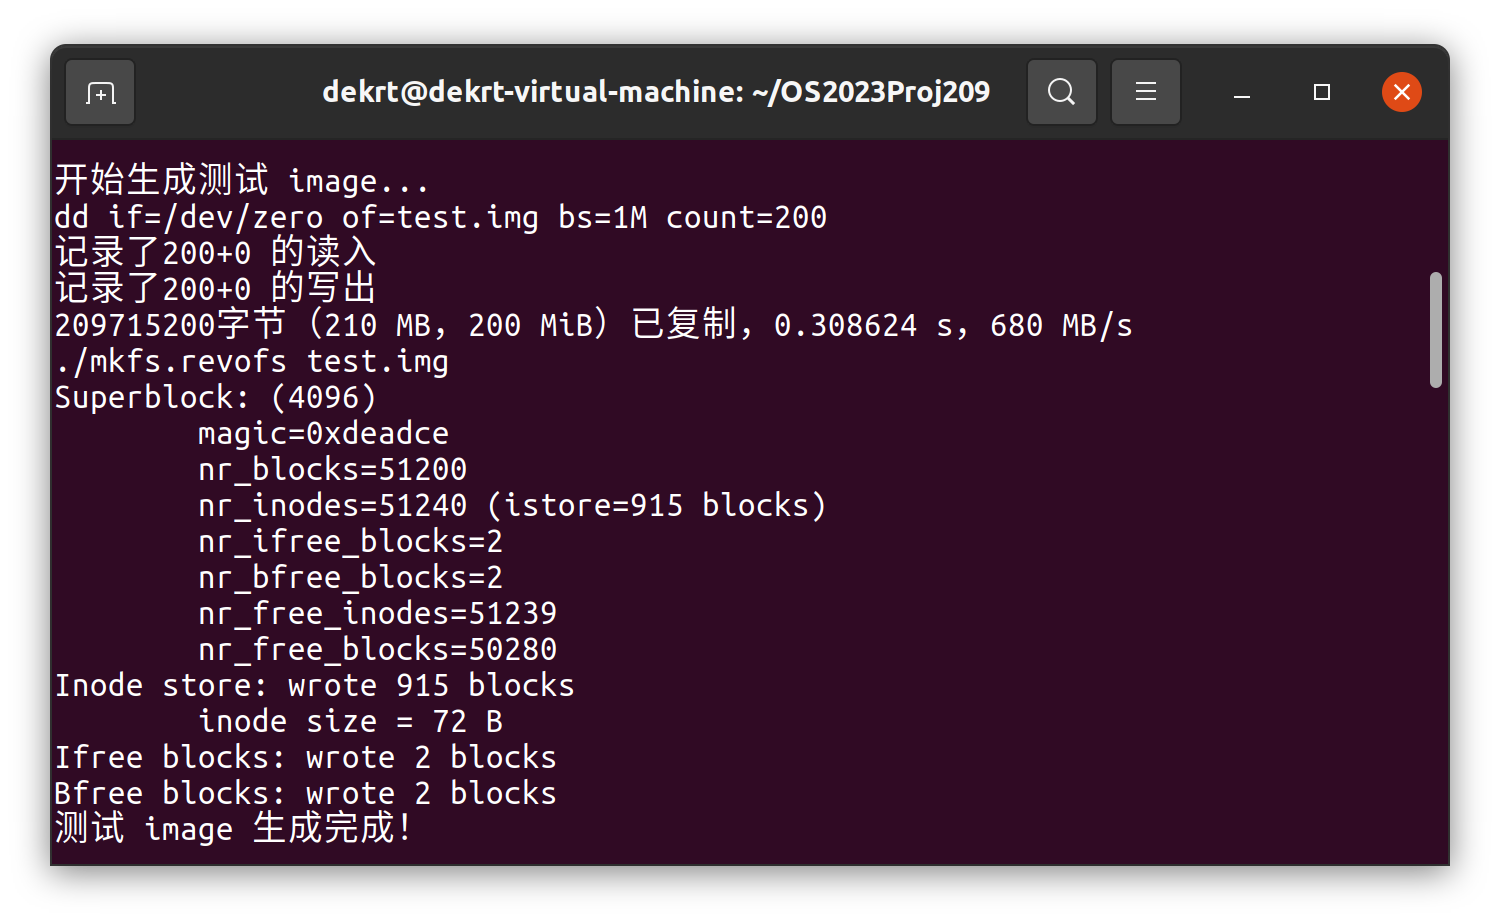 dekrt@dekrt-virtual-machine: ~/OS2023Proj209
开始生成测试 image...
dd if=/dev/zero of=test.img bs=1M count=200
记录了200+0 的读入
记录了200+0 的写出
209715200字节（210 MB，200 MiB）已复制，0.308624 s，680 MB/s
./mkfs.revofs test.img
Superblock: (4096)
magic=0xdeadce
nr_blocks=51200
nr_inodes=51240 (istore=915 blocks)
nr_ifree_blocks=2
nr_bfree_blocks=2
nr_free_inodes=51239
nr_free_blocks=50280
Inode store: wrote 915 blocks
inode size = 72 B
Ifree blocks: wrote 2 blocks
Bfree blocks: wrote 2 blocks
测试 image 生成完成!